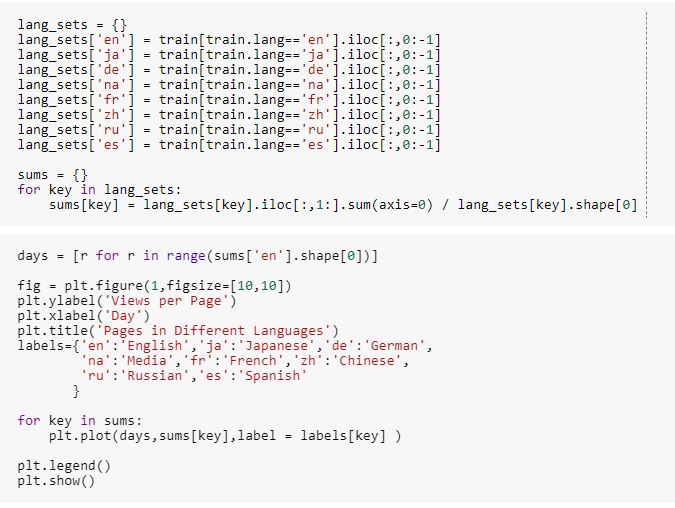 lang_sets = {}
lang_sets['en'] = train[train.lang=='en'].iloc[:,0:-1]
lang_sets['ja'] = train[train.lang=='ja'].iloc[:,0:-1]
lang_sets['de'] = train[train.lang=='de'].iloc[:,0:-1]
lang_sets['na'] = train[train.lang=='na'].iloc[:,0:-1]
lang_sets['fr'] = train[train.lang=='fr'].iloc[:,0:-1]
lang_sets['zh'] = train[train.lang=='zh'].iloc[:,0:-1]
lang_sets['ru'] = train[train.lang=='ru'].iloc[:,0:-1]
lang_sets['es'] = train[train.lang=='es'].iloc[:,0:-1]
sums = {}
for key in lang_sets:
    sums[key] = lang_sets[key].iloc[:,1:].sum(axis=0) / lang_sets[key].shape[0]
days = [r for r in range(sums['en'].shape[0])]
fig = plt.figure(1,figsize=[10,10])
plt.ylabel('Views per Page')
plt.xlabel('Day')
plt.title('Pages in Different Languages')
labels={'en':'English','ja':'Japanese','de':'German',
        'na':'Media','fr':'French','zh':'Chinese',
        'ru':'Russian','es':'Spanish'
       }
for key in sums:
    plt.plot(days,sums[key],label = labels[key] )
plt.legend()
plt.show()